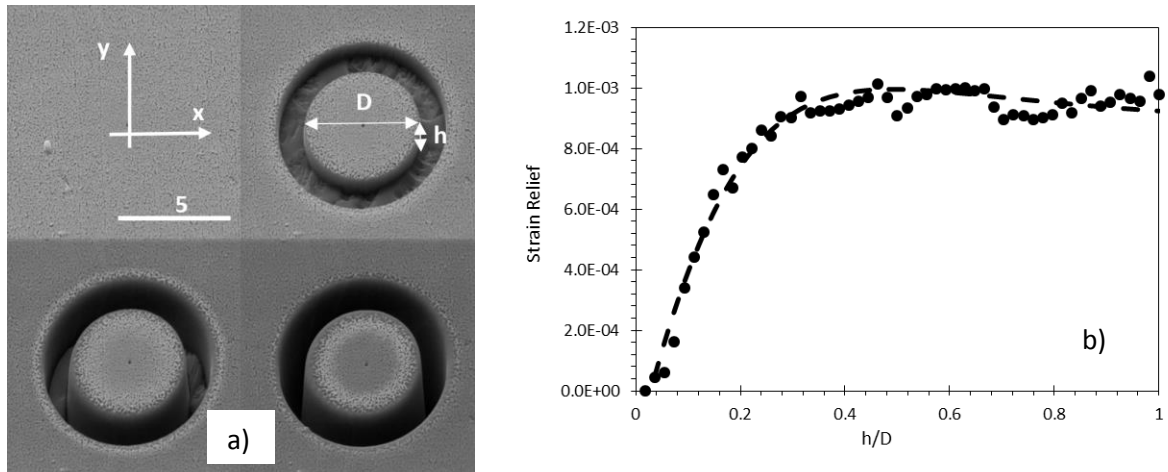 y
x
5
D
h
a)
1.2E-03
1.0E-03
8.0E-04
6.0E-04
4.0E-04
2.0E-04
0.0E+00
Strain Relief
0 0.2 0.4 0.6 0.8 1
h/D
b)